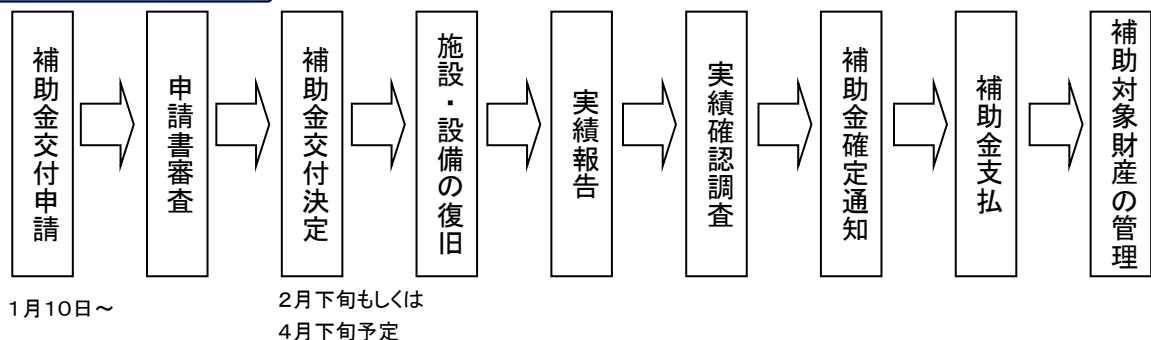 補助金交付申請
申請書審査
補助金交付決定
施設・設備の復旧
実績報告
実績確認調査
補助金確定通知
補助金支払
補助対象財産の管理
1月10日～
2月下旬もしくは
4月下旬予定